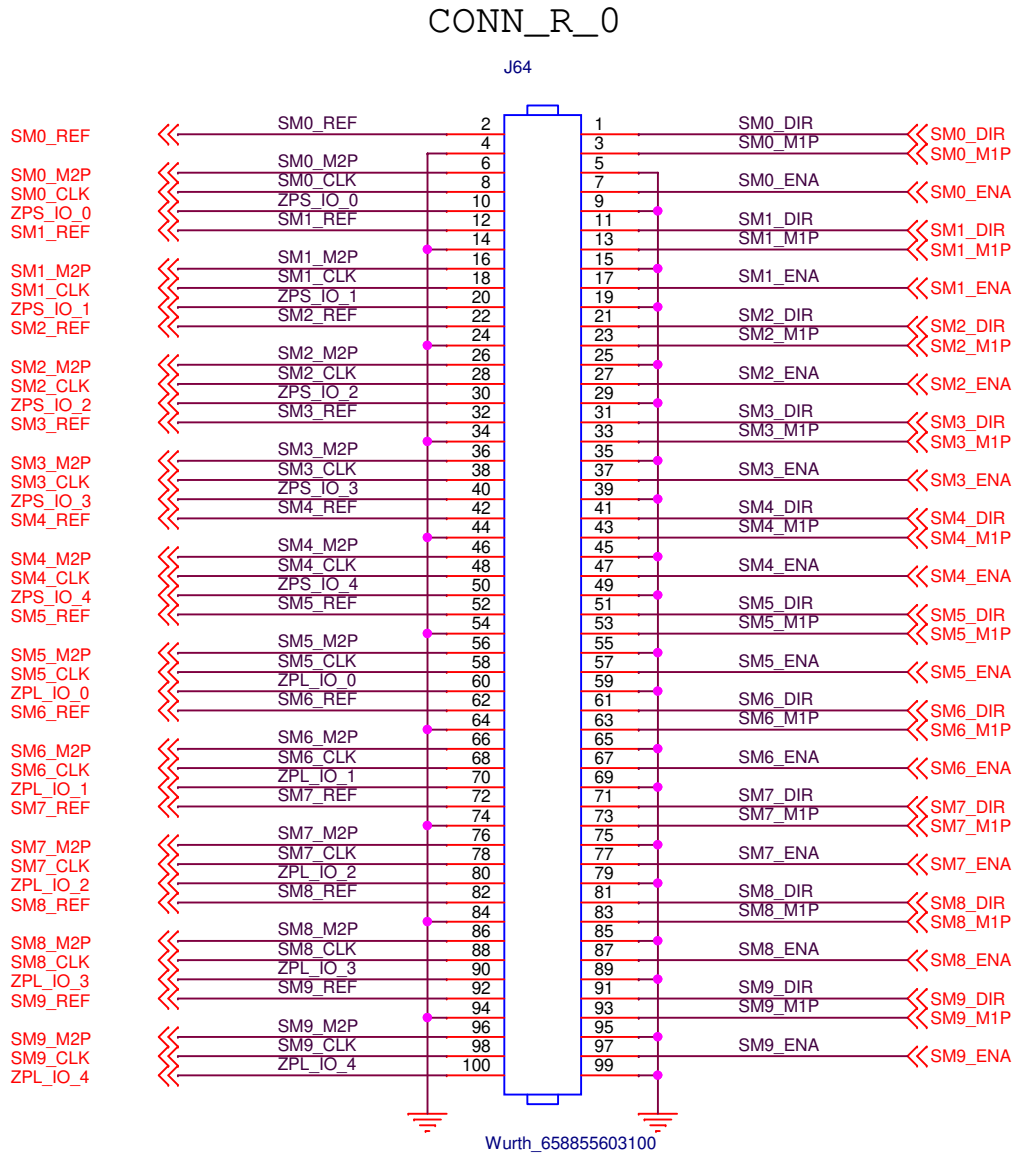 CONN_R_0
J64
SM0_REF SM0_REF 2 1 SM0_DIR SM0_DIR
4 3 SM0_M1P SM0_M1P
SM0_M2P SM0_M2P 6 5
SM0_CLK SM0_CLK 8 7 SM0_ENA SM0_ENA
ZPS_IO_0 ZPS_IO_0 10 9
SM1_REF SM1_REF 12 11 SM1_DIR SM1_DIR
14 13 SM1_M1P SM1_M1P
SM1_M2P SM1_M2P 16 15
SM1_CLK SM1_CLK 18 17 SM1_ENA SM1_ENA
ZPS_IO_1 ZPS_IO_1 20 19
SM2_REF SM2_REF 22 21 SM2_DIR SM2_DIR
24 23 SM2_M1P SM2_M1P
SM2_M2P SM2_M2P 26 25
SM2_CLK SM2_CLK 28 27 SM2_ENA SM2_ENA
ZPS_IO_2 ZPS_IO_2 30 29
SM3_REF SM3_REF 32 31 SM3_DIR SM3_DIR
34 33 SM3_M1P SM3_M1P
SM3_M2P SM3_M2P 36 35
SM3_CLK SM3_CLK 38 37 SM3_ENA SM3_ENA
ZPS_IO_3 ZPS_IO_3 40 39
SM4_REF SM4_REF 42 41 SM4_DIR SM4_DIR
44 43 SM4_M1P SM4_M1P
SM4_M2P SM4_M2P 46 45
SM4_CLK SM4_CLK 48 47 SM4_ENA SM4_ENA
ZPS_IO_4 ZPS_IO_4 50 49
SM5_REF SM5_REF 52 51 SM5_DIR SM5_DIR
54 53 SM5_M1P SM5_M1P
SM5_M2P SM5_M2P 56 55
SM5_CLK SM5_CLK 58 57 SM5_ENA SM5_ENA
ZPL_IO_0 ZPL_IO_0 60 59
SM6_REF SM6_REF 62 61 SM6_DIR SM6_DIR
64 63 SM6_M1P SM6_M1P
SM6_M2P SM6_M2P 66 65
SM6_CLK SM6_CLK 68 67 SM6_ENA SM6_ENA
ZPL_IO_1 ZPL_IO_1 70 69
SM7_REF SM7_REF 72 71 SM7_DIR SM7_DIR
74 73 SM7_M1P SM7_M1P
SM7_M2P SM7_M2P 76 75
SM7_CLK SM7_CLK 78 77 SM7_ENA SM7_ENA
ZPL_IO_2 ZPL_IO_2 80 79
SM8_REF SM8_REF 82 81 SM8_DIR SM8_DIR
84 83 SM8_M1P SM8_M1P
SM8_M2P SM8_M2P 86 85
SM8_CLK SM8_CLK 88 87 SM8_ENA SM8_ENA
ZPL_IO_3 ZPL_IO_3 90 89
SM9_REF SM9_REF 92 91 SM9_DIR SM9_DIR
94 93 SM9_M1P SM9_M1P
SM9_M2P SM9_M2P 96 95
SM9_CLK SM9_CLK 98 97 SM9_ENA SM9_ENA
ZPL_IO_4 ZPL_IO_4 100 99
Wurth_658855603100